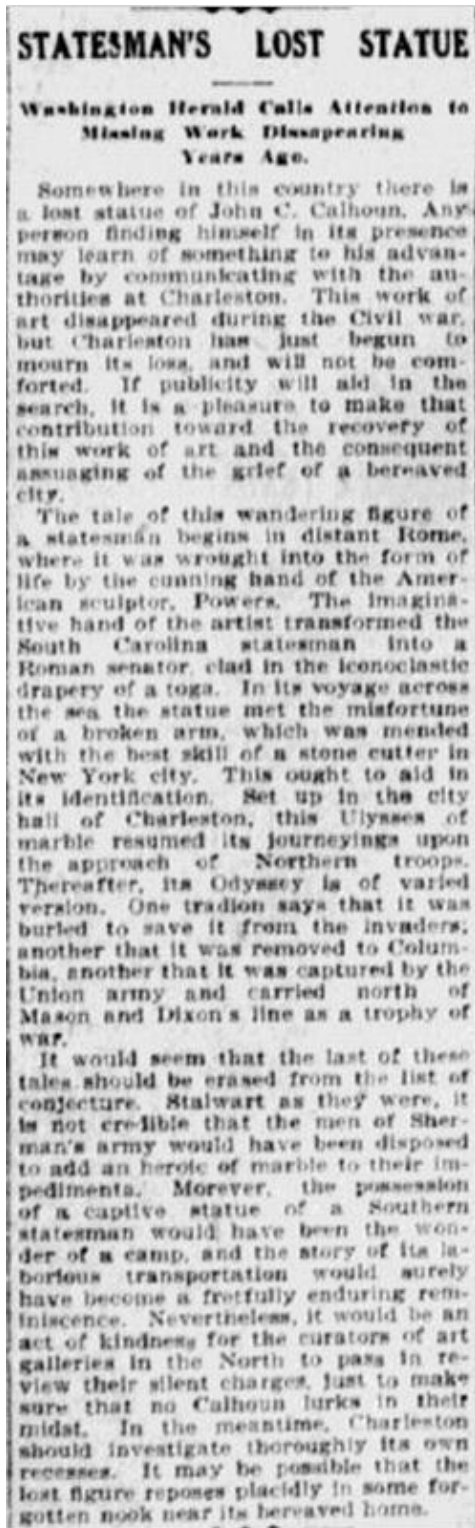 STATESMAN'S LOST STATUE
Washington Herald Calls Attention to
Missing Work Dissapearing
Years Ago.
Somewhere in this country there is
a lost statue of John C. Calhoun. Any
person finding himself in its presence
may learn of something to his advan-
tage by communicating with the au-
thorities at Charleston. This work of
art disappeared during the Civil war,
but Charleston has just begun to
mourn its loss, and will not be com-
forted. If publicity will aid in the
search, it is a pleasure to make that
contribution toward the recovery of
this work of art and the consequent
assuaging of the grief of a bereaved
city.
The tale of this wandering figure of
a statesman begins in distant Rome,
where it was wrought into the form of
life by the cunning hand of the Amer-
ican sculptor, Powers. The imagina-
tive hand of the artist transformed the
South Carolina statesman into a
Roman senator, clad in the iconoclastic
drapery of a toga. In its voyage across
the sea the statue met the misfortune
of a broken arm, which was mended
with the best skill of a stone cutter in
New York city. This ought to aid in
its identification. Set up in the city
hall of Charleston, this Ulysses of
marble resumed its journeyings upon
the approach of Northern troops.
Thereafter, its Odyssey is of varied
version. One tradion says that it was
buried to save it from the invaders;
another that it was removed to Colum-
bia, another that it was captured by the
Union army and carried north of
Mason and Dixon's line as a trophy of
war.
It would seem that the last of these
tales should be erased from the list of
conjecture. Stalwart as they were, it
is not credible that the men of Sher-
man's army would have been disposed
to add an heroic of marble to their im-
pediments. Morever, the possession
of a captive statue of a Southern
statesman would have been the won-
der of a camp, and the story of its la-
borious transportation would surely
have become a fretfully enduring rem-
iniscence. Nevertheless, it would be an
act of kindness for the curators of art
galleries in the North to pass in re-
view their silent charges, just to make
sure that no Calhoun lurks in their
midst. In the meantime, Charleston
should investigate thoroughly its own
recesses. It may be possible that the
lost figure reposes placidly in some for-
gotten nook near its bereaved home.